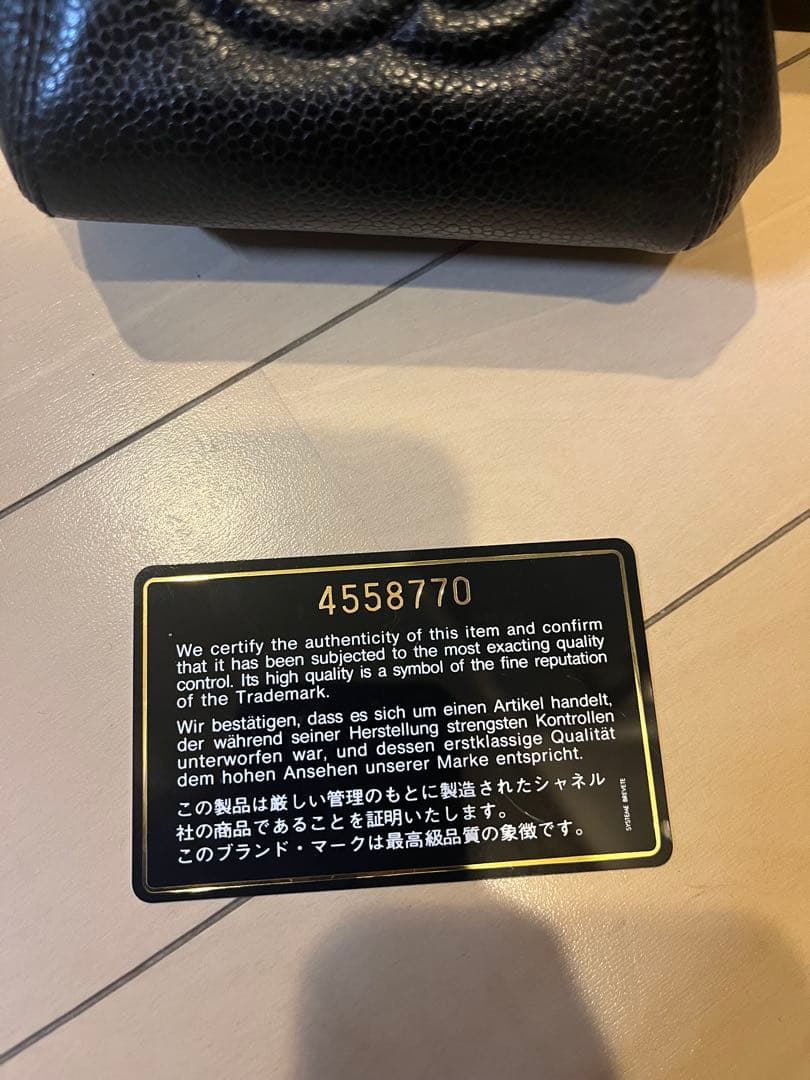 4558770
We certify the authenticity of this item and confirm
that it has been subjected to the most exacting quality
control. Its high quality is a symbol of the fine reputation
of the Trademark.
Wir bestätigen, dass es sich um einen Artikel handelt,
der während seiner Herstellung strengsten Kontrollen
unterworfen war, und dessen erstklassige Qualität
dem hohen Ansehen unserer Marke entspricht.
この製品は厳しい管理のもとに製造されたシャネル
社の商品であることを証明いたします。
このブランド・マークは最高級品質の象徴です。
SYSTEME BREVETE